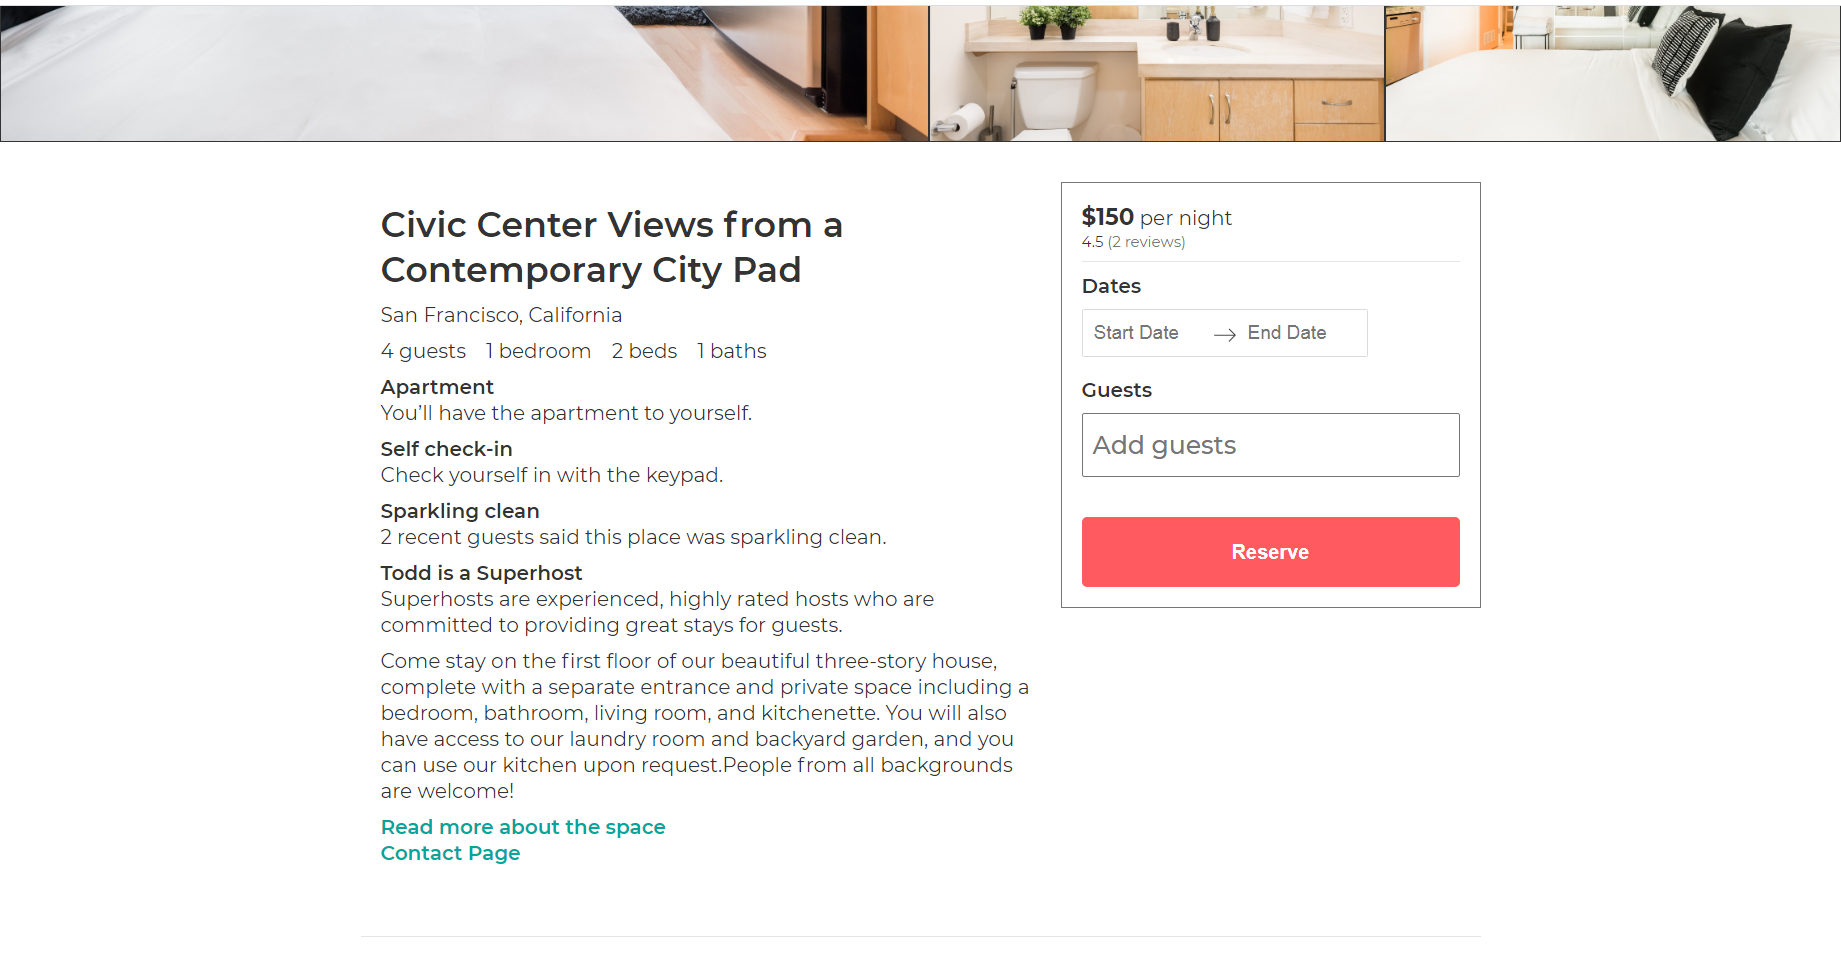 Civic Center Views from a
Contemporary City Pad
San Francisco, California
4 guests 1 bedroom 2 beds 1 baths
Apartment
You’ll have the apartment to yourself.
Self check-in
Check yourself in with the keypad.
Sparkling clean
2 recent guests said this place was sparkling clean.
Todd is a Superhost
Superhosts are experienced, highly rated hosts who are
committed to providing great stays for guests.
Come stay on the first floor of our beautiful three-story house,
complete with a separate entrance and private space including a
bedroom, bathroom, living room, and kitchenette. You will also
have access to our laundry room and backyard garden, and you
can use our kitchen upon request.People from all backgrounds
are welcome!
Read more about the space
Contact Page
$150 per night
4.5 (2 reviews)
Dates
Start Date → End Date
Guests
Add guests
Reserve